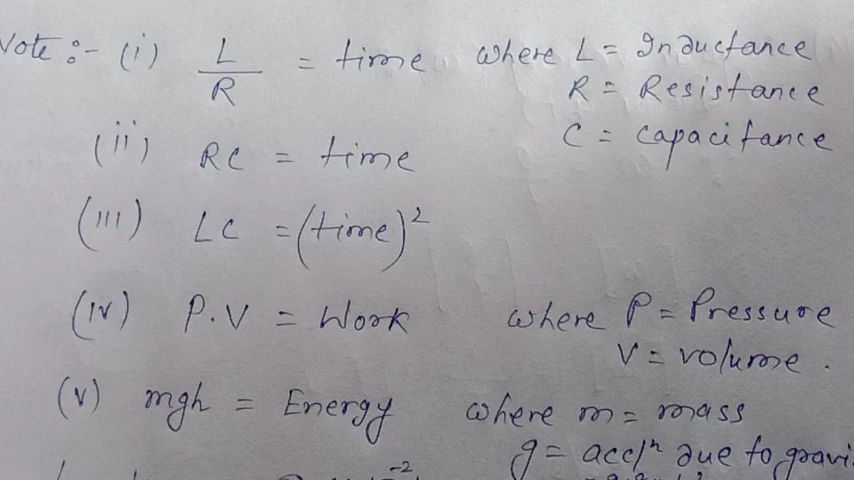 Note :- (i) L/R = time where L = Inductance
R = Resistance
(ii) RC = time C = capacitance
(iii) LC = (time)²
(iv) P.V = Work where P = Pressure
V = volume.
(v) mgh = Energy where m = mass
g = accⁿ due to gravi